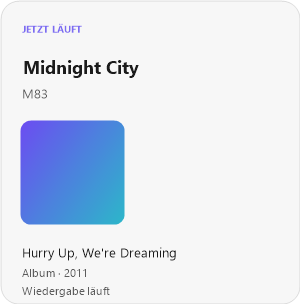 JETZT LÄUFT
Midnight City
M83
Hurry Up, We're Dreaming
Album · 2011
Wiedergabe läuft